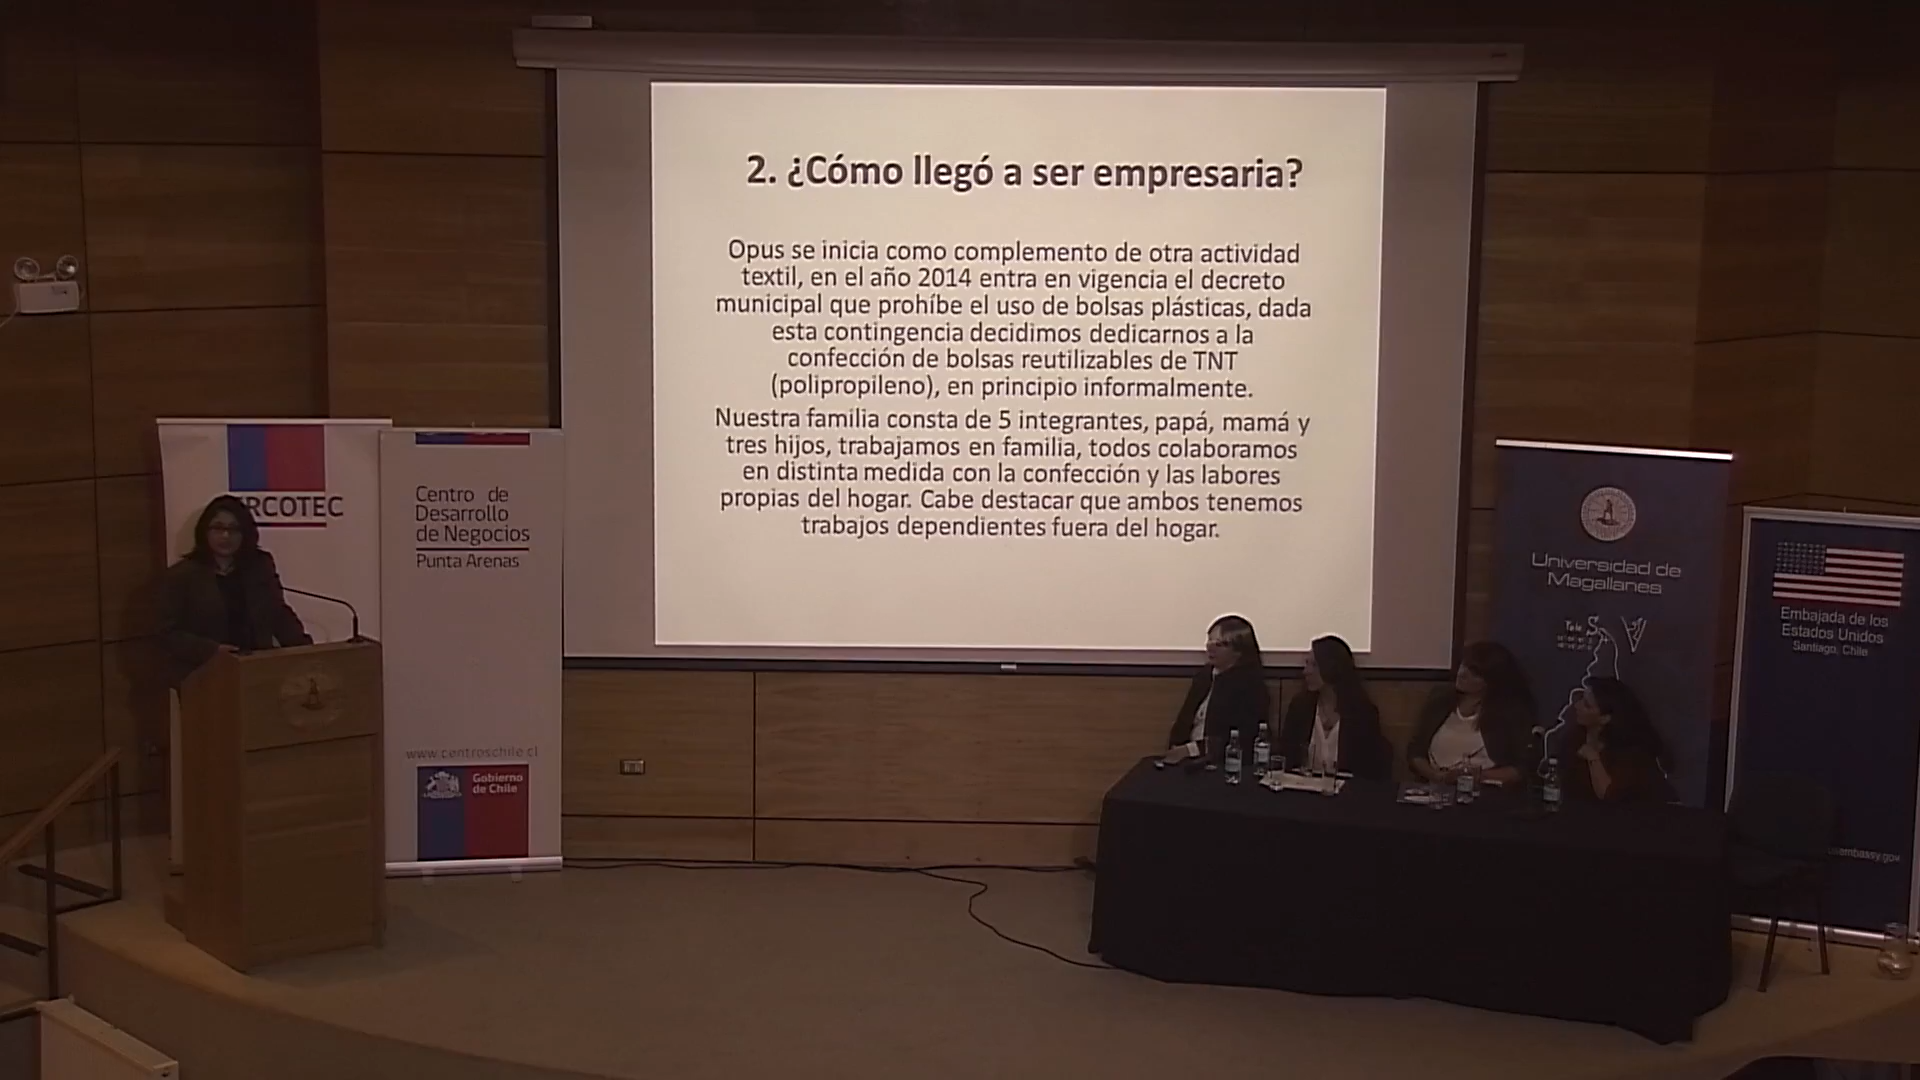 2. ¿Cómo llegó a ser empresaria?
Opus se inicia como complemento de otra actividad
textil, en el año 2014 entra en vigencia el decreto
municipal que prohíbe el uso de bolsas plásticas, dada
esta contingencia decidimos dedicarnos a la
confección de bolsas reutilizables de TNT
(polipropileno), en principio informalmente.
Nuestra familia consta de 5 integrantes, papá, mamá y
tres hijos, trabajamos en familia, todos colaboramos
en distinta medida con la confección y las labores
propias del hogar. Cabe destacar que ambos tenemos
trabajos dependientes fuera del hogar.
RCOTEC
Centro de
Desarrollo
de Negocios
Punta Arenas
www.centroschile.cl
Gobierno
de Chile
Universidad de
Magallanes
Embajada de los
Estados Unidos
Santiago, Chile